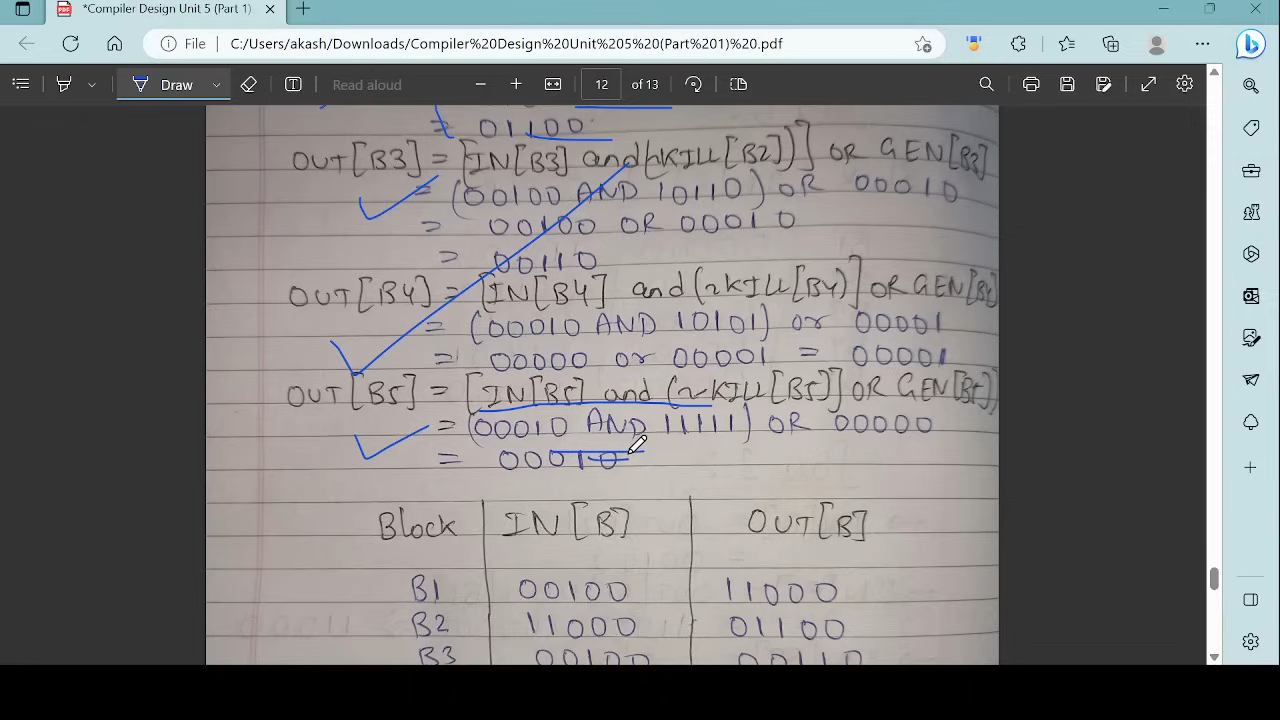 *Compiler Design Unit 5 (Part 1)
File
C:/Users/akash/Downloads/Compiler%20Design%20Unit%205%20(Part%201)%20.pdf
Draw
Read aloud
12 of 13
= 01100
OUT[B3] = [IN[B3] and (~KILL[B2])] OR GEN[B3]
= (00100 AND 10110) OR 00010
= 00100 OR 00010
= 00110
OUT[B4] = [IN[B4] and (~KILL[B4)] OR GEN[B4]
= (00010 AND 10101) or 00001
= 00000 or 00001 = 00001
OUT[B5] = [IN[B5] and (~KILL[B5)] OR GEN[B5])
= (00010 AND 11111) OR 00000
= 00010
Block IN[B] OUT[B]
B1 00100 11000
B2 11000 01100
B3 00100 00110